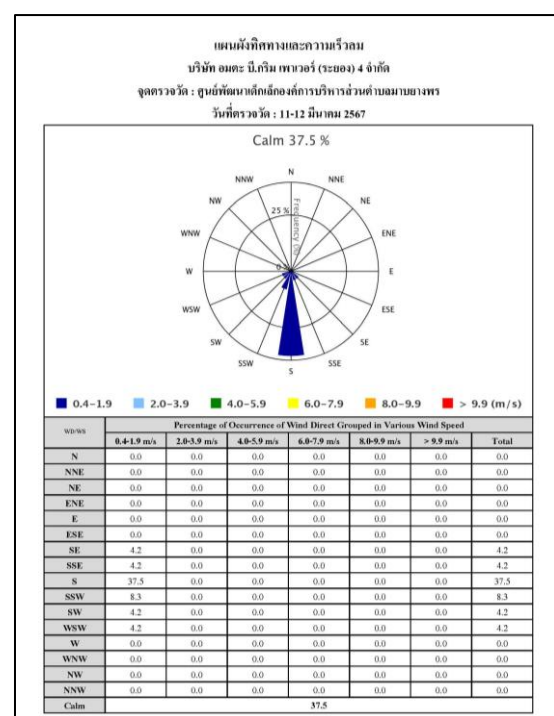 แผนผังทิศทางและความเร็วลม
บริษัท อมตะ บี.กริม เพาเวอร์ (ระยอง) 4 จำกัด
จุดตรวจวัด : ศูนย์พัฒนาเด็กเล็กองค์การบริหารส่วนตำบลมาบยางพร
วันที่ตรวจวัด : 11-12 มีนาคม 2567
Calm 37.5 %
N
NNW NNE
NW NE
25 %
WNW ENE
W E
WSW ESE
SW SE
SSW SSE
S
0.4-1.9 2.0-3.9 4.0-5.9 6.0-7.9 8.0-9.9 > 9.9 (m/s)
WD/WS Percentage of Occurrence of Wind Direct Grouped in Various Wind Speed
0.4-1.9 m/s 2.0-3.9 m/s 4.0-5.9 m/s 6.0-7.9 m/s 8.0-9.9 m/s > 9.9 m/s Total
N 0.0 0.0 0.0 0.0 0.0 0.0 0.0
NNE 0.0 0.0 0.0 0.0 0.0 0.0 0.0
NE 0.0 0.0 0.0 0.0 0.0 0.0 0.0
ENE 0.0 0.0 0.0 0.0 0.0 0.0 0.0
E 0.0 0.0 0.0 0.0 0.0 0.0 0.0
ESE 0.0 0.0 0.0 0.0 0.0 0.0 0.0
SE 4.2 0.0 0.0 0.0 0.0 0.0 4.2
SSE 4.2 0.0 0.0 0.0 0.0 0.0 4.2
S 37.5 0.0 0.0 0.0 0.0 0.0 37.5
SSW 8.3 0.0 0.0 0.0 0.0 0.0 8.3
SW 4.2 0.0 0.0 0.0 0.0 0.0 4.2
WSW 4.2 0.0 0.0 0.0 0.0 0.0 4.2
W 0.0 0.0 0.0 0.0 0.0 0.0 0.0
WNW 0.0 0.0 0.0 0.0 0.0 0.0 0.0
NW 0.0 0.0 0.0 0.0 0.0 0.0 0.0
NNW 0.0 0.0 0.0 0.0 0.0 0.0 0.0
Calm 37.5